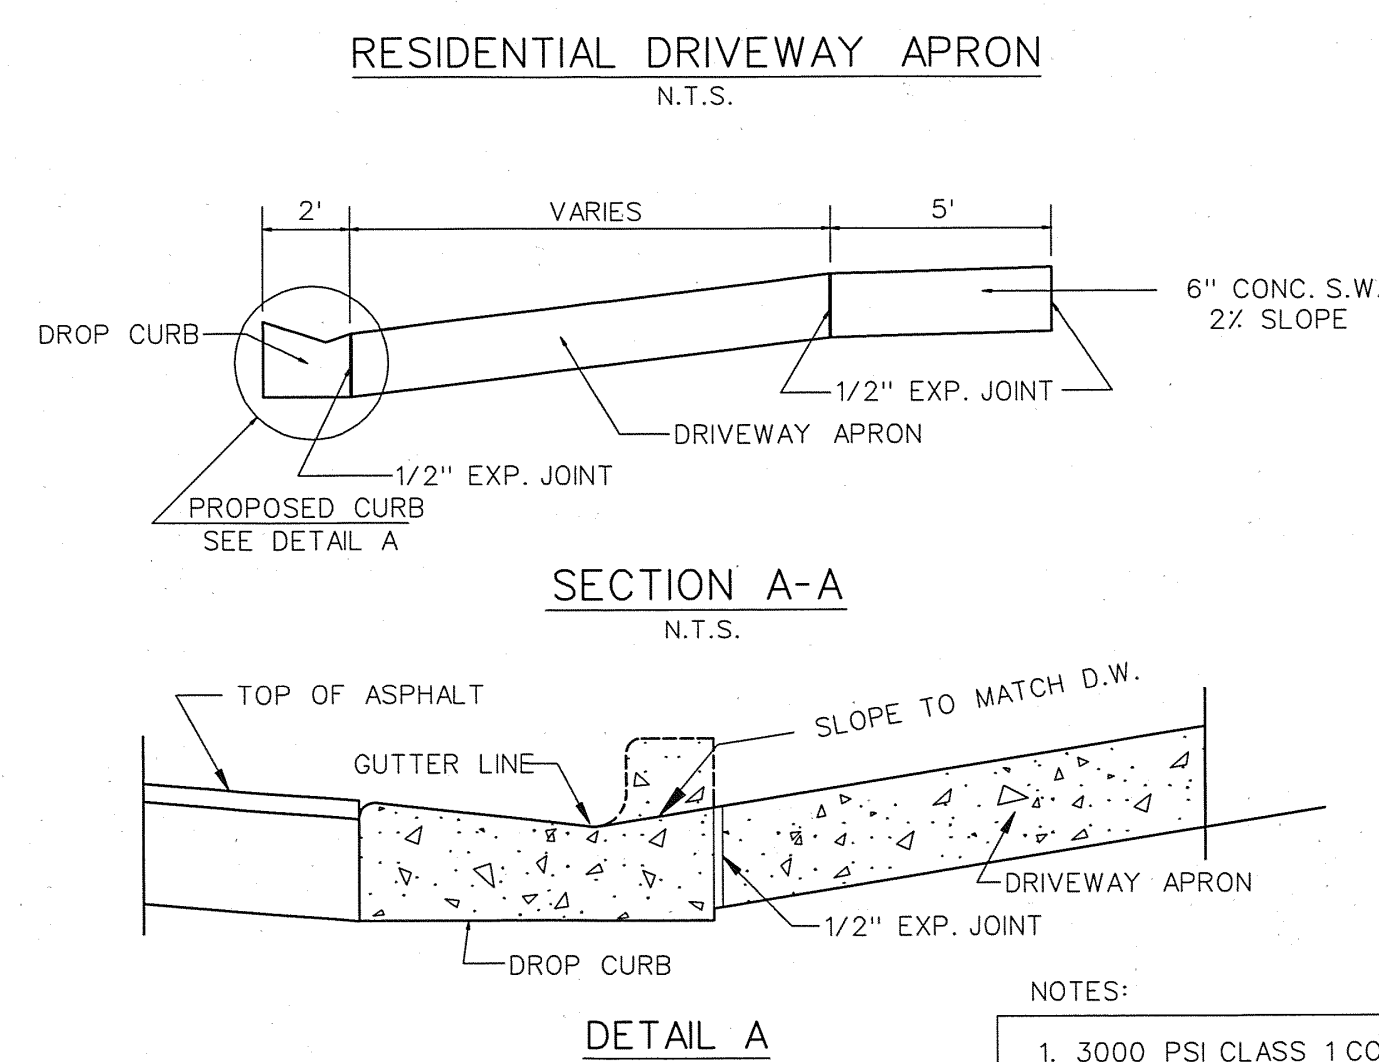 RESIDENTIAL DRIVEWAY APRON
N.T.S.
2'
VARIES
5'
6" CONC. S.W.
2% SLOPE
DROP CURB
1/2" EXP. JOINT
DRIVEWAY APRON
1/2" EXP. JOINT
PROPOSED CURB
SEE DETAIL A
SECTION A-A
N.T.S.
TOP OF ASPHALT
SLOPE TO MATCH D.W.
GUTTER LINE
DRIVEWAY APRON
1/2" EXP. JOINT
DROP CURB
NOTES:
DETAIL A
1. 3000 PSI CLASS 1